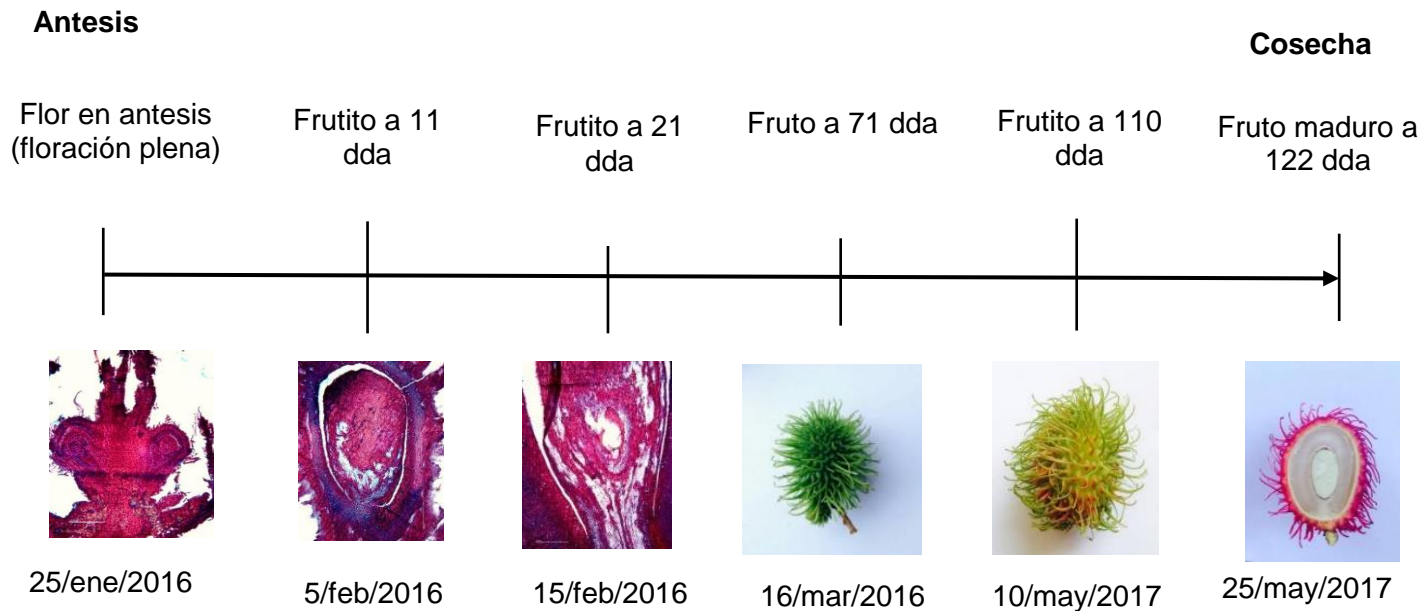 Antesis
Cosecha
Flor en antesis
(floración plena)
Frutito a 11
dda
Frutito a 21
dda
Fruto a 71 dda
Frutito a 110
dda
Fruto maduro a
122 dda
25/ene/2016
5/feb/2016
15/feb/2016
16/mar/2016
10/may/2017
25/may/2017